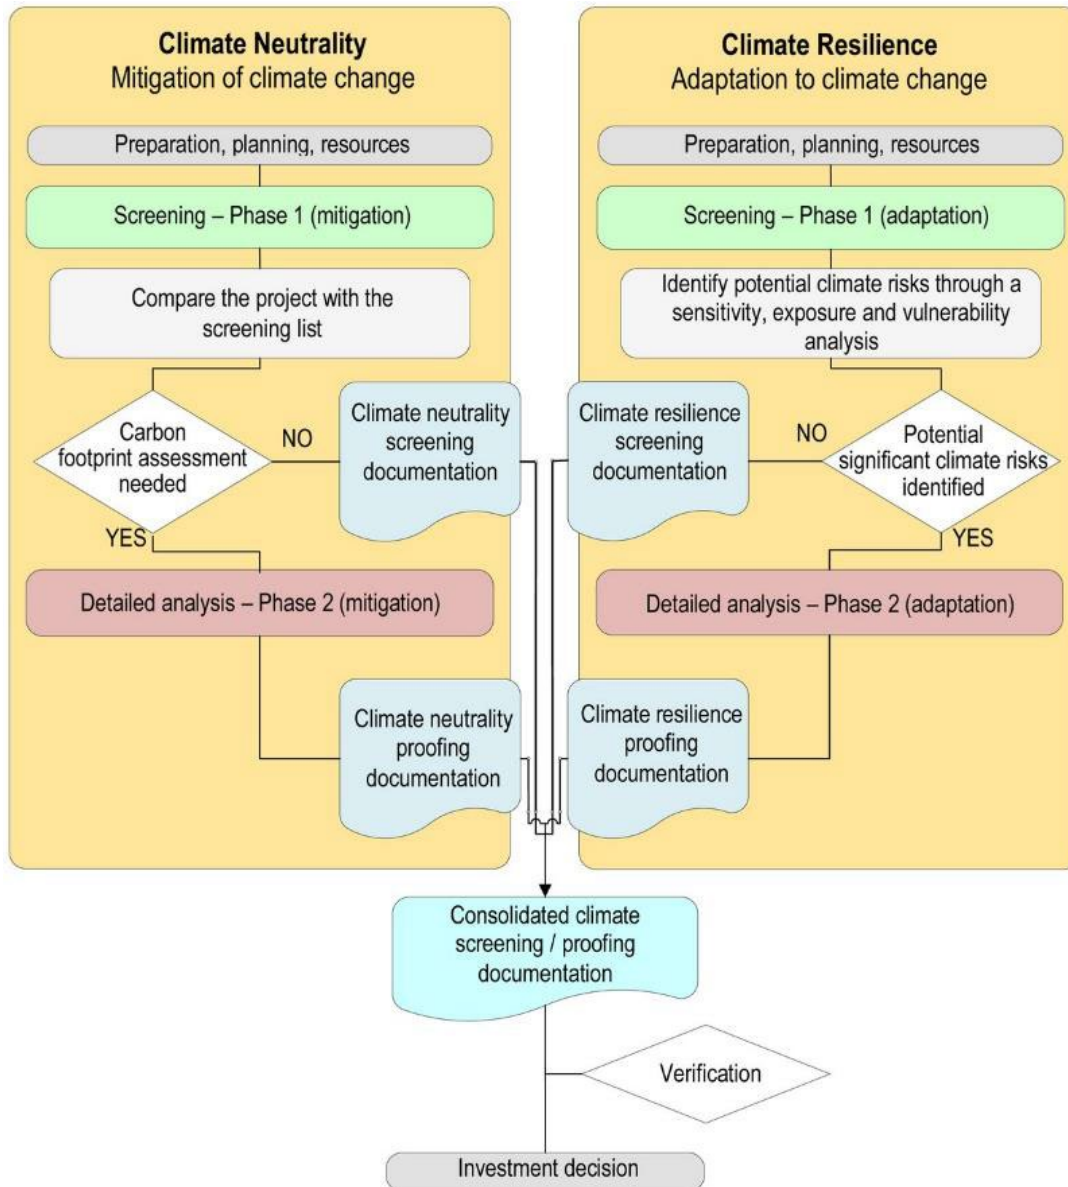 Climate Neutrality
Mitigation of climate change
Preparation, planning, resources
Screening – Phase 1 (mitigation)
Compare the project with the
screening list
Carbon
footprint assessment
needed
NO
YES
Climate neutrality
screening
documentation
Detailed analysis – Phase 2 (mitigation)
Climate neutrality
proofing
documentation
Climate Resilience
Adaptation to climate change
Preparation, planning, resources
Screening – Phase 1 (adaptation)
Identify potential climate risks through a
sensitivity, exposure and vulnerability
analysis
Potential
significant climate risks
identified
NO
YES
Climate resilience
screening
documentation
Detailed analysis – Phase 2 (adaptation)
Climate resilience
proofing
documentation
Consolidated climate
screening / proofing
documentation
Verification
Investment decision